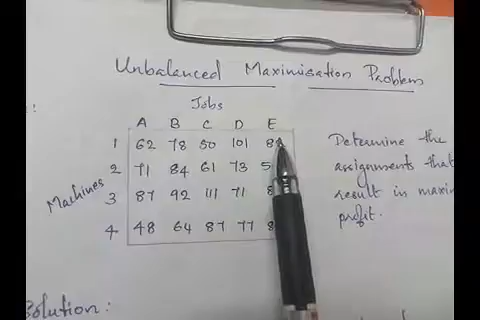 Unbalanced Maximisation Problem
Jobs
A B C D E
1 62 78 50 101
2 71 84 61 73
Machines
3 87 92 111 71
4 48 64 87 77
Determine the
assignments that
result in
profit.
Solution: